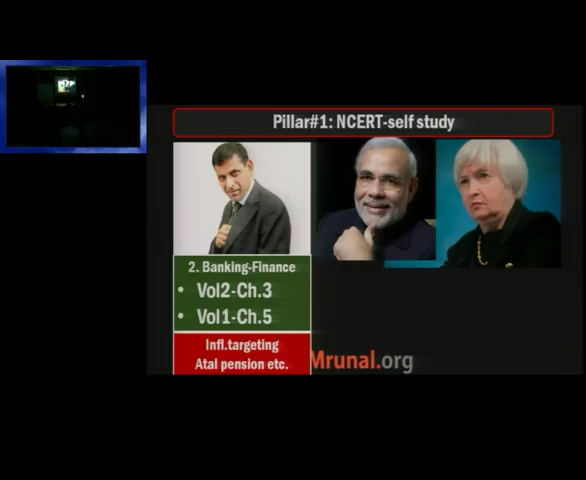 Pillar#1: NCERT-self study
2. Banking-Finance
• Vol2-Ch.3
• Vol1-Ch.5
Infl.targeting
Atal pension etc.
Mrunal.org